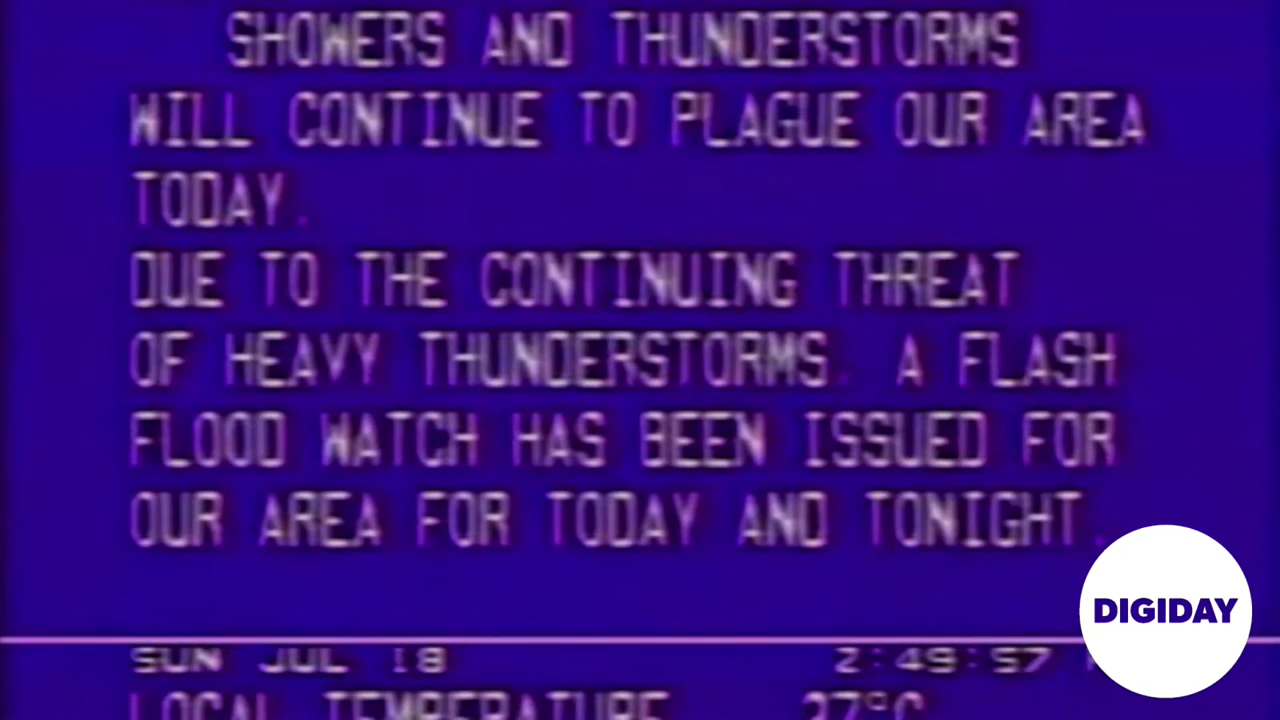 SHOWERS AND THUNDERSTORMS
WILL CONTINUE TO PLAGUE OUR AREA
TODAY.
DUE TO THE CONTINUING THREAT
OF HEAVY THUNDERSTORMS. A FLASH
FLOOD WATCH HAS BEEN ISSUED FOR
OUR AREA FOR TODAY AND TONIGHT.
DIGIDAY
SUN JUL 18 2:49:57
LOCAL TEMPERATURE 27°C